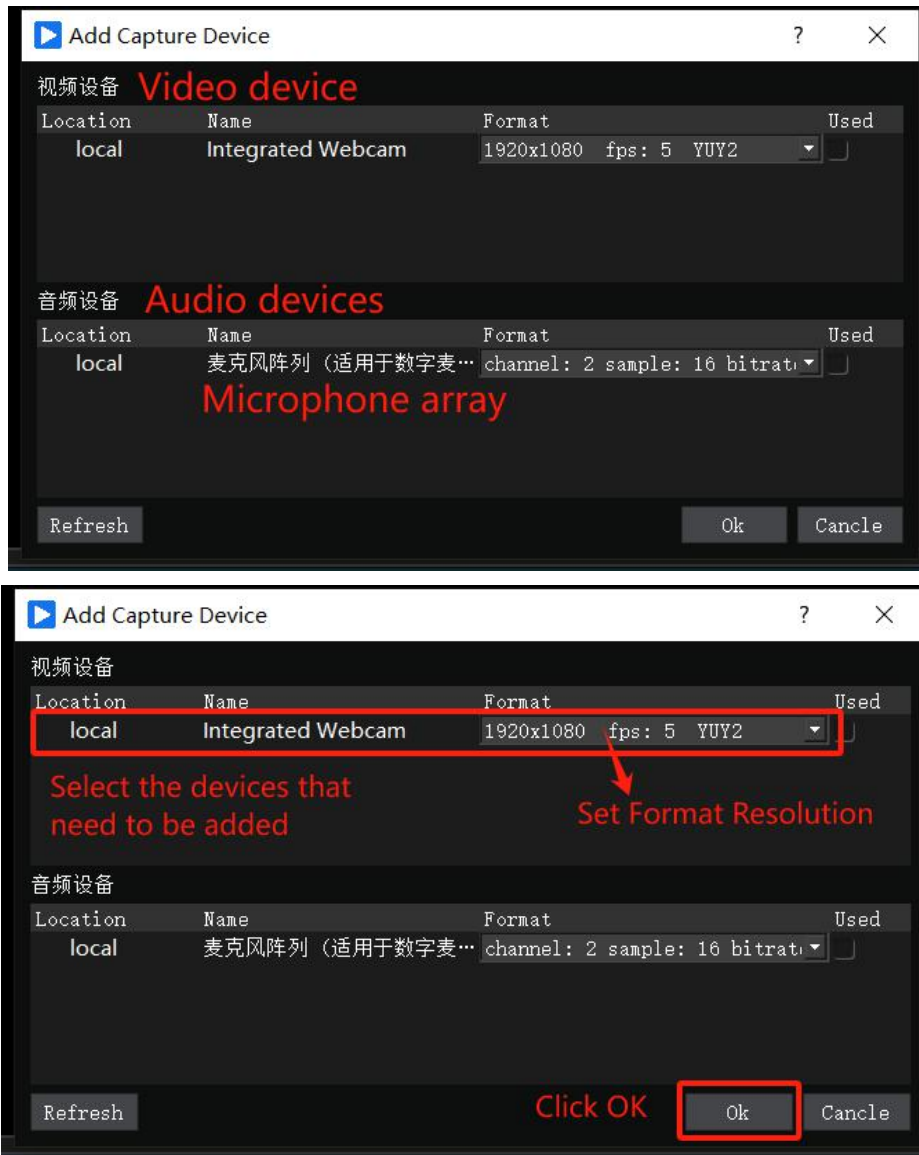 Add Capture Device ? ×
视频设备 Video device
Location Name Format Used
local Integrated Webcam 1920x1080 fps: 5 YUY2
音频设备 Audio devices
Location Name Format Used
local 麦克风阵列（适用于数字麦… channel: 2 sample: 16 bitrat
Microphone array
Refresh Ok Cancle
Add Capture Device ? ×
视频设备
Location Name Format Used
local Integrated Webcam 1920x1080 fps: 5 YUY2
Select the devices that
need to be added
Set Format Resolution
音频设备
Location Name Format Used
local 麦克风阵列（适用于数字麦… channel: 2 sample: 16 bitrat
Refresh Click OK Ok Cancle